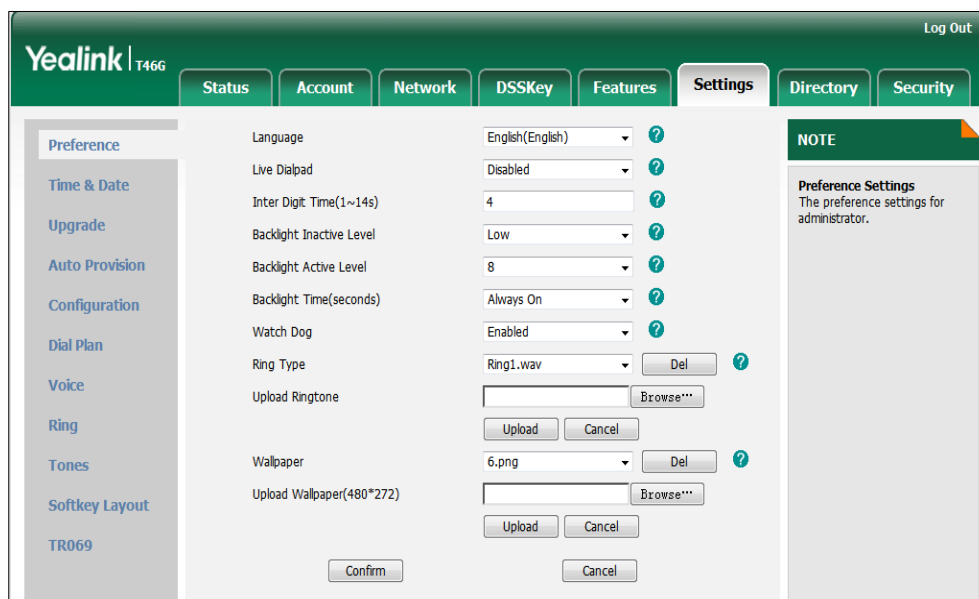 Log Out
Yealink | T46G
Status Account Network DSSKey Features Settings Directory Security
Preference
Time & Date
Upgrade
Auto Provision
Configuration
Dial Plan
Voice
Ring
Tones
Softkey Layout
TR069
Language English(English) ?
Live Dialpad Disabled ?
Inter Digit Time(1~14s) 4 ?
Backlight Inactive Level Low ?
Backlight Active Level 8 ?
Backlight Time(seconds) Always On ?
Watch Dog Enabled ?
Ring Type Ring1.wav Del ?
Upload Ringtone Browse...
Upload Cancel
Wallpaper 6.png Del ?
Upload Wallpaper(480*272) Browse...
Upload Cancel
Confirm Cancel
NOTE
Preference Settings
The preference settings for
administrator.